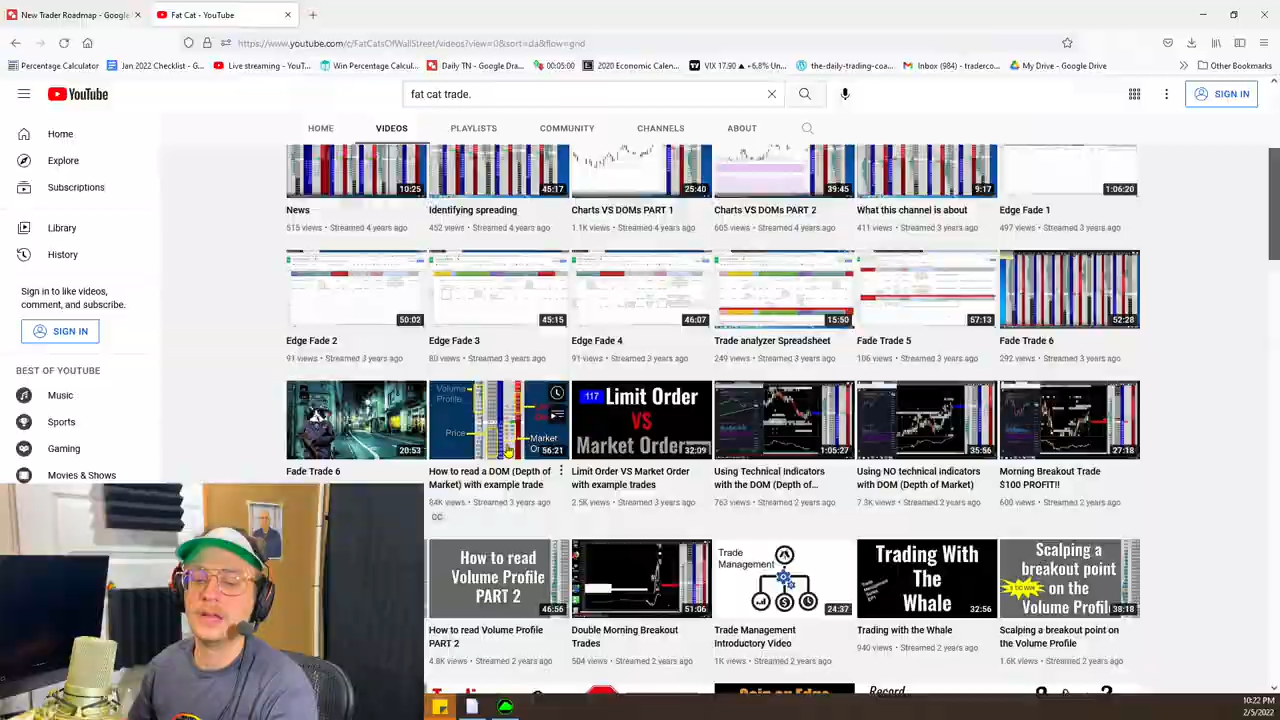 New Trader Roadmap - Google
Fat Cat - YouTube
https://www.youtube.com/c/FatCatsOfWallStreet/videos?view=0&sort=da&flow=grid
Percentage Calculator
Jan 2022 Checklist - G...
Live streaming - YouT...
Win Percentage Calcul...
Daily TN - Google Dra...
00:05:00
2020 Economic Calen...
VIX 17.90 ▲ +6.8% Un...
the-daily-trading-coa...
Inbox (984) - traderco...
My Drive - Google Drive
Other Bookmarks
YouTube
fat cat trade.
SIGN IN
HOME
VIDEOS
PLAYLISTS
COMMUNITY
CHANNELS
ABOUT
Home
Explore
Subscriptions
Library
History
Sign in to like videos,
comment, and subscribe.
SIGN IN
BEST OF YOUTUBE
Music
Sports
Gaming
Movies & Shows
10:25
45:17
25:40
39:45
9:17
1:06:20
News
Identifying spreading
Charts VS DOMs PART 1
Charts VS DOMs PART 2
What this channel is about
Edge Fade 1
515 views • Streamed 4 years ago
452 views • Streamed 4 years ago
1.1K views • Streamed 4 years ago
605 views • Streamed 4 years ago
411 views • Streamed 3 years ago
497 views • Streamed 3 years ago
50:02
45:15
46:07
15:50
57:13
52:28
Edge Fade 2
Edge Fade 3
Edge Fade 4
Trade analyzer Spreadsheet
Fade Trade 5
Fade Trade 6
91 views • Streamed 3 years ago
80 views • Streamed 3 years ago
91 views • Streamed 3 years ago
249 views • Streamed 3 years ago
106 views • Streamed 3 years ago
292 views • Streamed 3 years ago
Volume
Profile
Price
Market
56:21
117 Limit Order
VS
Market Order
20:53
32:09
1:05:27
35:56
27:18
Fade Trade 6
How to read a DOM (Depth of
Market) with example trade
84K views • Streamed 3 years ago
CC
Limit Order VS Market Order
with example trades
2.5K views • Streamed 3 years ago
Using Technical Indicators
with the DOM (Depth of...
763 views • Streamed 2 years ago
Using NO technical indicators
with DOM (Depth of Market)
7.3K views • Streamed 2 years ago
Morning Breakout Trade
$100 PROFIT!!
600 views • Streamed 2 years ago
How to read
Volume Profile
PART 2
46:56
51:06
Trade
Management
24:37
Trading With
The
Whale
32:56
Scalping a
breakout point
on the
Volume Profil
38:18
How to read Volume Profile
PART 2
4.8K views • Streamed 2 years ago
Double Morning Breakout
Trades
504 views • Streamed 2 years ago
Trade Management
Introductory Video
1K views • Streamed 2 years ago
Trading with the Whale
940 views • Streamed 2 years ago
Scalping a breakout point on
the Volume Profile
1.6K views • Streamed 2 years ago
Record
10:22 PM
2/5/2022